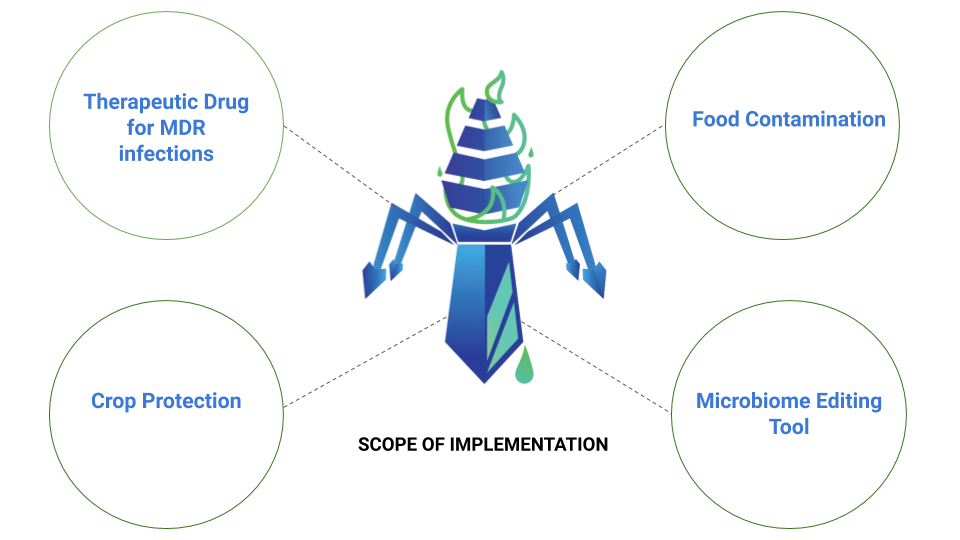 Therapeutic Drug
for MDR
infections
Food Contamination
Crop Protection
Microbiome Editing
Tool
SCOPE OF IMPLEMENTATION